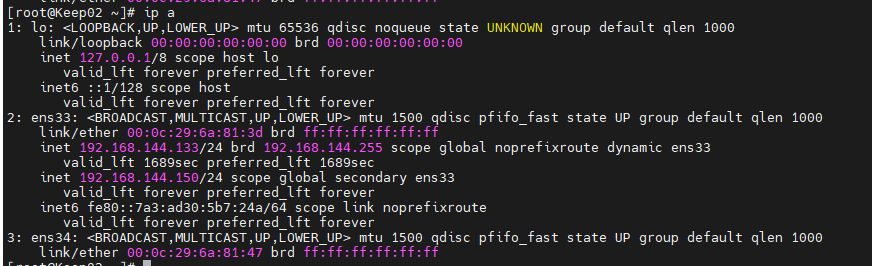 [root@Keep02 ~]# ip a
1: lo: <LOOPBACK,UP,LOWER_UP> mtu 65536 qdisc noqueue state UNKNOWN group default qlen 1000
    link/loopback 00:00:00:00:00:00 brd 00:00:00:00:00:00
    inet 127.0.0.1/8 scope host lo
       valid_lft forever preferred_lft forever
    inet6 ::1/128 scope host
       valid_lft forever preferred_lft forever
2: ens33: <BROADCAST,MULTICAST,UP,LOWER_UP> mtu 1500 qdisc pfifo_fast state UP group default qlen 1000
    link/ether 00:0c:29:6a:81:3d brd ff:ff:ff:ff:ff:ff
    inet 192.168.144.133/24 brd 192.168.144.255 scope global noprefixroute dynamic ens33
       valid_lft 1689sec preferred_lft 1689sec
    inet 192.168.144.150/24 scope global secondary ens33
       valid_lft forever preferred_lft forever
    inet6 fe80::7a3:ad30:5b7:24a/64 scope link noprefixroute
       valid_lft forever preferred_lft forever
3: ens34: <BROADCAST,MULTICAST,UP,LOWER_UP> mtu 1500 qdisc pfifo_fast state UP group default qlen 1000
    link/ether 00:0c:29:6a:81:47 brd ff:ff:ff:ff:ff:ff
[root@Keep02 ~]#